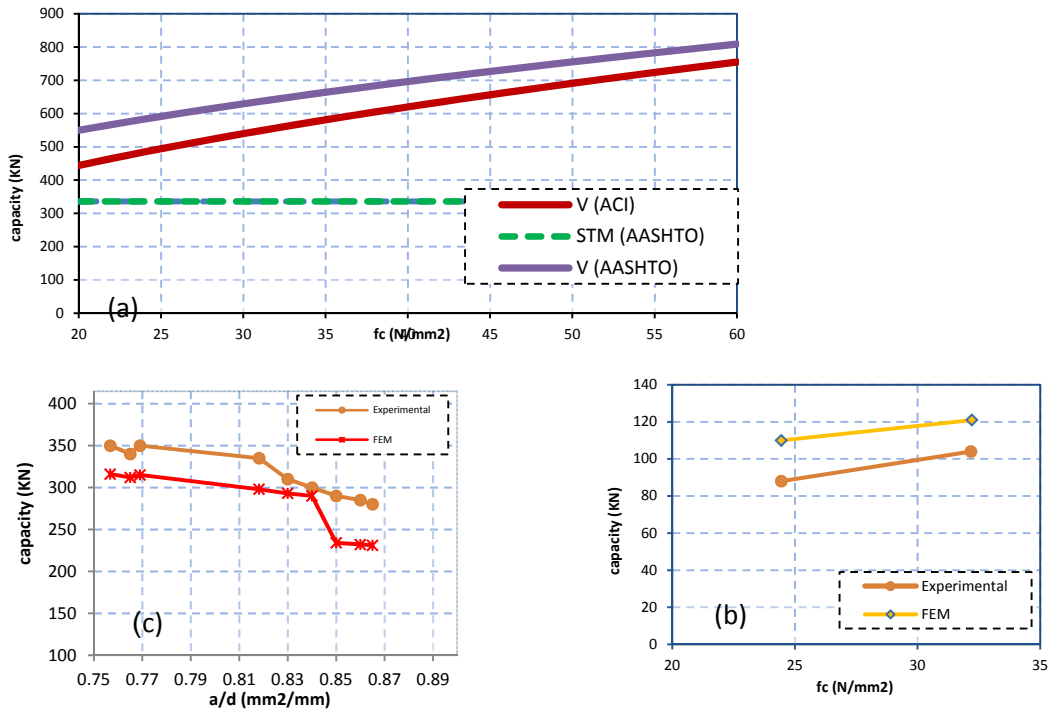 900
800
700
600
500
400
300
200
100
0
capacity (KN)
V (ACI)
STM (AASHTO)
V (AASHTO)
(a)
20 25 30 35 40 45 50 55 60
fc (N/mm2)
400
350
300
250
200
150
100
capacity (KN)
Experimental
FEM
(c)
0.75 0.77 0.79 0.81 0.83 0.85 0.87 0.89
a/d (mm2/mm)
140
120
100
80
60
40
20
0
capacity (KN)
Experimental
FEM
(b)
20 25 30 35
fc (N/mm2)